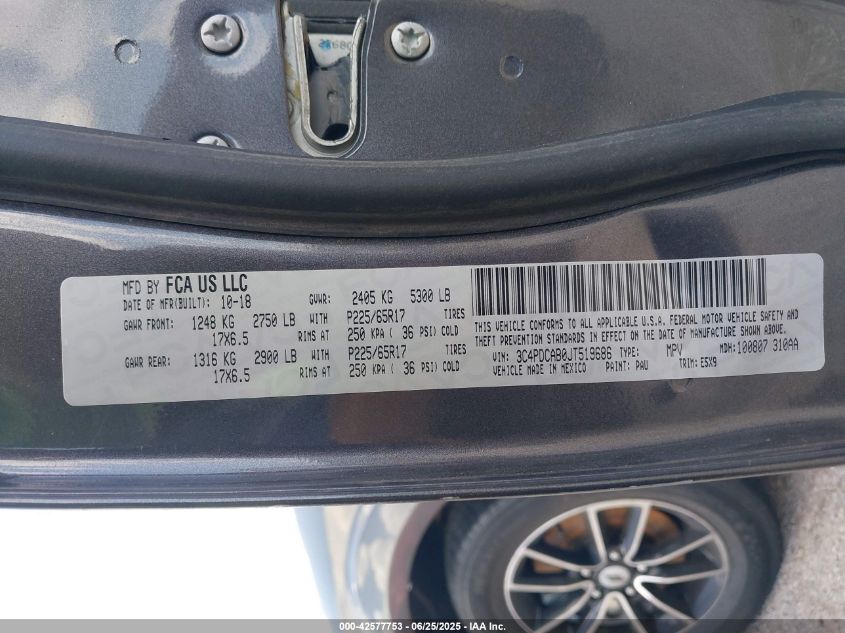 MFD BY FCA US LLC
DATE OF MFR(BUILT): 10-18 GVWR: 2405 KG 5300 LB
GAWR FRONT: 1248 KG 2750 LB WITH P225/65R17 TIRES
17X6.5 RIMS AT 250 KPA ( 36 PSI) COLD
GAWR REAR: 1316 KG 2900 LB WITH P225/65R17 TIRES
17X6.5 RIMS AT 250 KPA ( 36 PSI) COLD
THIS VEHICLE CONFORMS TO ALL APPLICABLE U.S.A. FEDERAL MOTOR VEHICLE SAFETY AND
THEFT PREVENTION STANDARDS IN EFFECT ON THE DATE OF MANUFACTURE SHOWN ABOVE.
VIN: 3C4PDCAB0JT519686 TYPE: MPV MDH: 100807 310AA
VEHICLE MADE IN MEXICO PAINT: PAU TRIM: E5X9
000-42577753 - 06/25/2025 - IAA Inc.